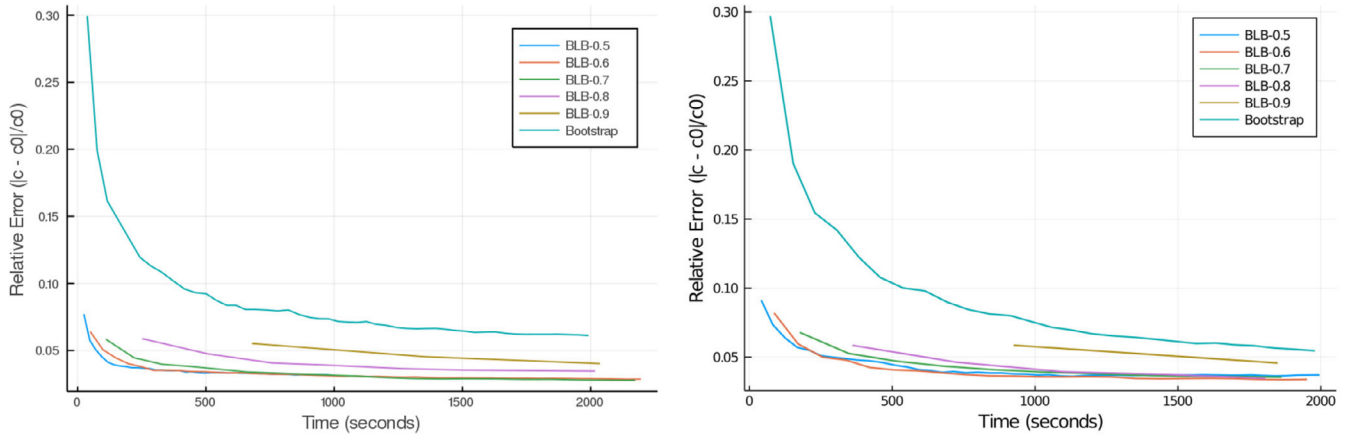 0.30
0.25
0.20
0.15
0.10
0.05
Relative Error (|c - c0|/c0)
0
500
1000
1500
2000
Time (seconds)
BLB-0.5
BLB-0.6
BLB-0.7
BLB-0.8
BLB-0.9
Bootstrap
0.30
0.25
0.20
0.15
0.10
0.05
Relative Error (|c - c0|/c0)
0
500
1000
1500
2000
Time (seconds)
BLB-0.5
BLB-0.6
BLB-0.7
BLB-0.8
BLB-0.9
Bootstrap